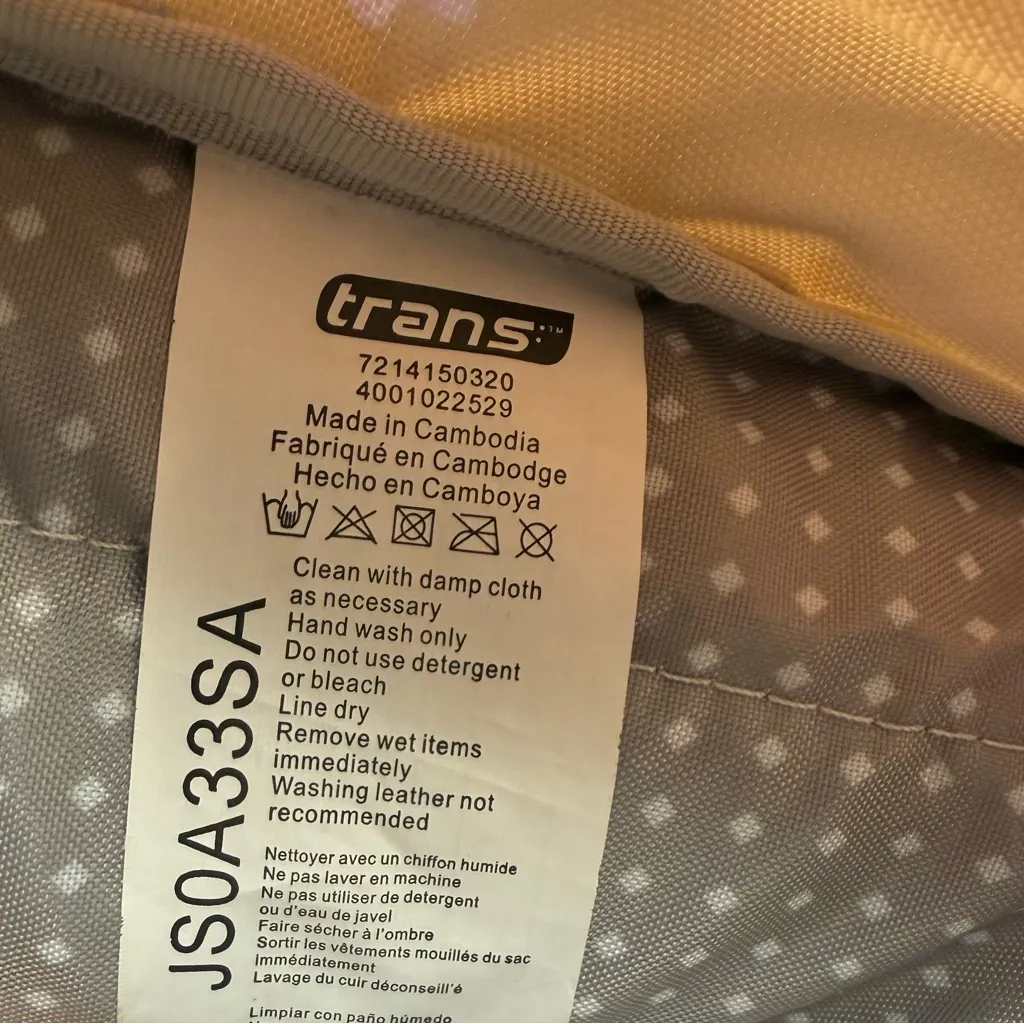 trans ™
7214150320
4001022529
Made in Cambodia
Fabriqué en Cambodge
Hecho en Camboya
Clean with damp cloth
as necessary
Hand wash only
Do not use detergent
or bleach
Line dry
Remove wet items
immediately
Washing leather not
recommended
JS0A33SA
Nettoyer avec un chiffon humide
Ne pas laver en machine
Ne pas utiliser de detergent
ou d'eau de javel
Faire sécher à l'ombre
Sortir les vêtements mouillés du sac
immédiatement
Lavage du cuir déconseill'é
Limpiar con paño húmedo